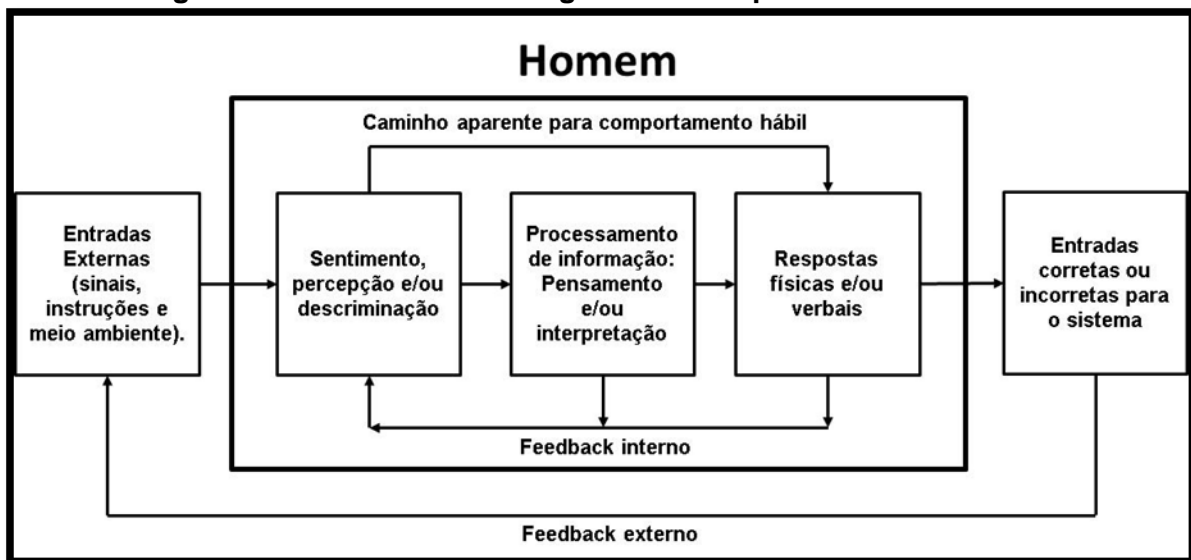 Homem
Caminho aparente para comportamento hábil
Entradas
Externas
(sinais,
instruções e
meio ambiente).
Sentimento,
percepção e/ou
descriminação
Processamento
de informação:
Pensamento
e/ou
interpretação
Respostas
físicas e/ou
verbais
Entradas
corretas ou
incorretas para
o sistema
Feedback interno
Feedback externo